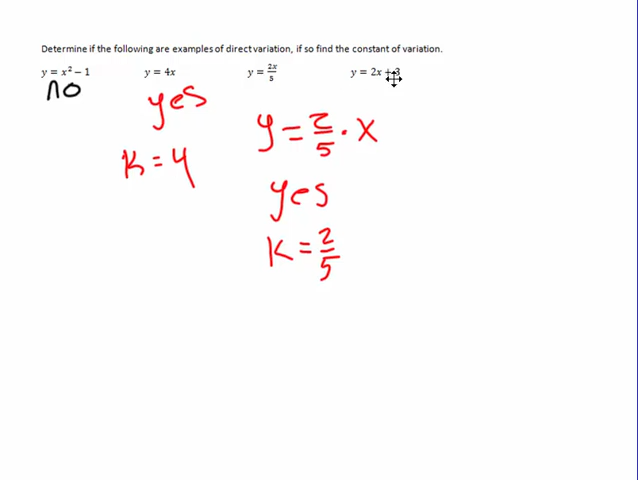 Determine if the following are examples of direct variation, if so find the constant of variation.
y = x² − 1
y = 4x
y = 2x/5
y = 2x + 3
no
yes
k = 4
y = 2/5 · x
yes
k = 2/5